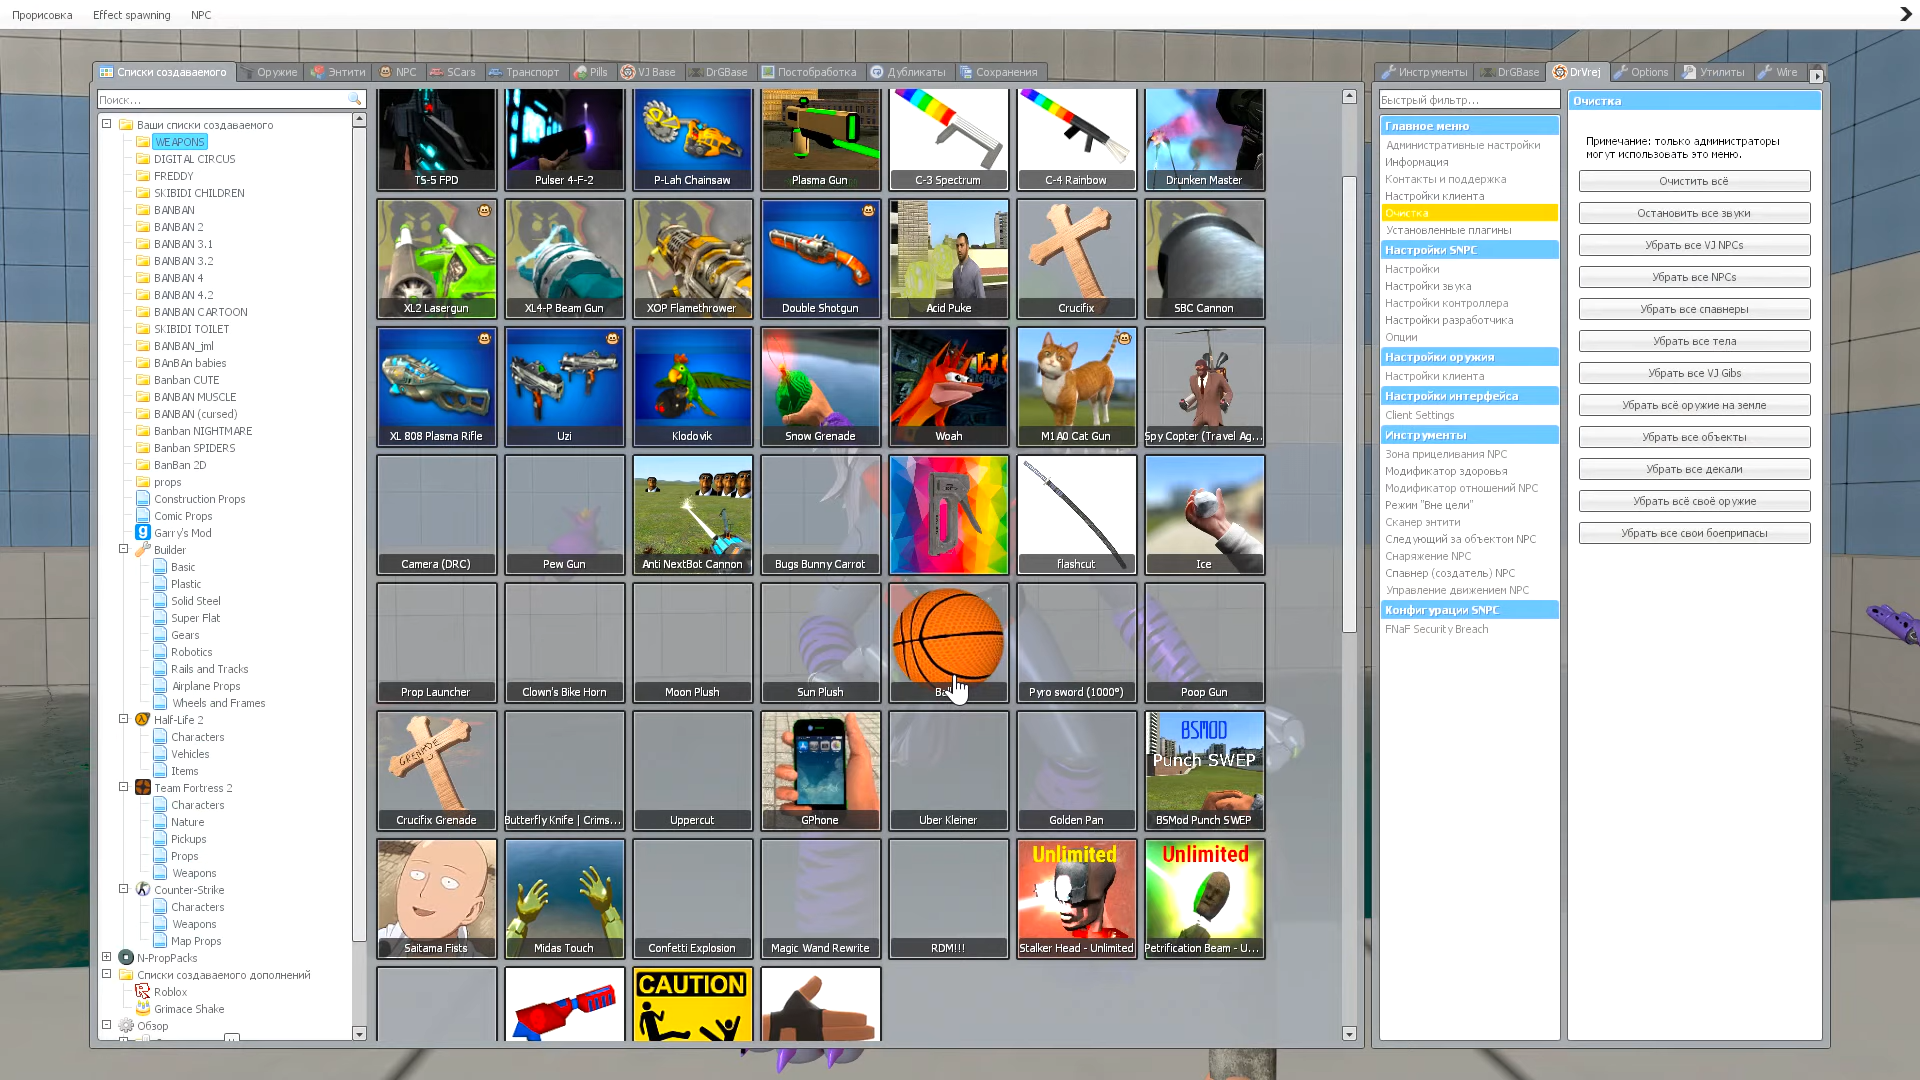 Прорисовка
Effect spawning
NPC
Списки создаваемого
Оружие
Энтити
NPC
SCars
Транспорт
Pills
VJ Base
DrGBase
Постобработка
Дубликаты
Сохранения
Инструменты
DrGBase
DrVrej
Options
Утилиты
Wire
Поиск...
Ваши списки создаваемого
WEAPONS
DIGITAL CIRCUS
FREDDY
SKIBIDI CHILDREN
BANBAN
BANBAN 2
BANBAN 3.1
BANBAN 3.2
BANBAN 4
BANBAN 4.2
BANBAN CARTOON
SKIBIDI TOILET
BANBAN_jml
BAnBAn babies
Banban CUTE
BANBAN MUSCLE
BANBAN (cursed)
Banban NIGHTMARE
Banban SPIDERS
BanBan 2D
props
Construction Props
Comic Props
Garry's Mod
Builder
Basic
Plastic
Solid Steel
Super Flat
Gears
Robotics
Rails and Tracks
Airplane Props
Wheels and Frames
Half-Life 2
Characters
Vehicles
Items
Team Fortress 2
Characters
Nature
Pickups
Props
Weapons
Counter-Strike
Characters
Weapons
Map Props
N-PropPacks
Списки создаваемого дополнений
Roblox
Grimace Shake
Обзор
TS-5 FPD
Pulser 4-F-2
P-Lah Chainsaw
Plasma Gun
C-3 Spectrum
C-4 Rainbow
Drunken Master
XL2 Lasergun
XL4-P Beam Gun
XOP Flamethrower
Double Shotgun
Acid Puke
Crucifix
SBC Cannon
XL 808 Plasma Rifle
Uzi
Klodovik
Snow Grenade
Woah
M1A0 Cat Gun
Spy Copter (Travel Ag...
Camera (DRC)
Pew Gun
Anti NextBot Cannon
Bugs Bunny Carrot
flashcut
Ice
Prop Launcher
Clown's Bike Horn
Moon Plush
Sun Plush
Pyro sword (1000°)
Poop Gun
GRENADE
Crucifix Grenade
Butterfly Knife | Crims...
Uppercut
GPhone
Uber Kleiner
Golden Pan
BSMOD
Punch SWEP
BSMod Punch SWEP
Saitama Fists
Midas Touch
Confetti Explosion
Magic Wand Rewrite
RDM!!!
Unlimited
Stalker Head - Unlimited
Unlimited
Petrification Beam - U...
CAUTION
Быстрый фильтр...
Главное меню
Административные настройки
Информация
Контакты и поддержка
Настройки клиента
Очистка
Установленные плагины
Настройки SNPC
Настройки
Настройки звука
Настройки контроллера
Настройки разработчика
Опции
Настройки оружия
Настройки клиента
Настройки интерфейса
Client Settings
Инструменты
Зона прицеливания NPC
Модификатор здоровья
Модификатор отношений NPC
Режим "Вне цели"
Сканер энтити
Следующий за объектом NPC
Снаряжение NPC
Спавнер (создатель) NPC
Управление движением NPC
Конфигурации SNPC
FNaF Security Breach
Очистка
Примечание: только администраторы
могут использовать это меню.
Очистить всё
Остановить все звуки
Убрать все VJ NPCs
Убрать все NPCs
Убрать все спавнеры
Убрать все тела
Убрать все VJ Gibs
Убрать всё оружие на земле
Убрать все объекты
Убрать все декали
Убрать всё своё оружие
Убрать все свои боеприпасы